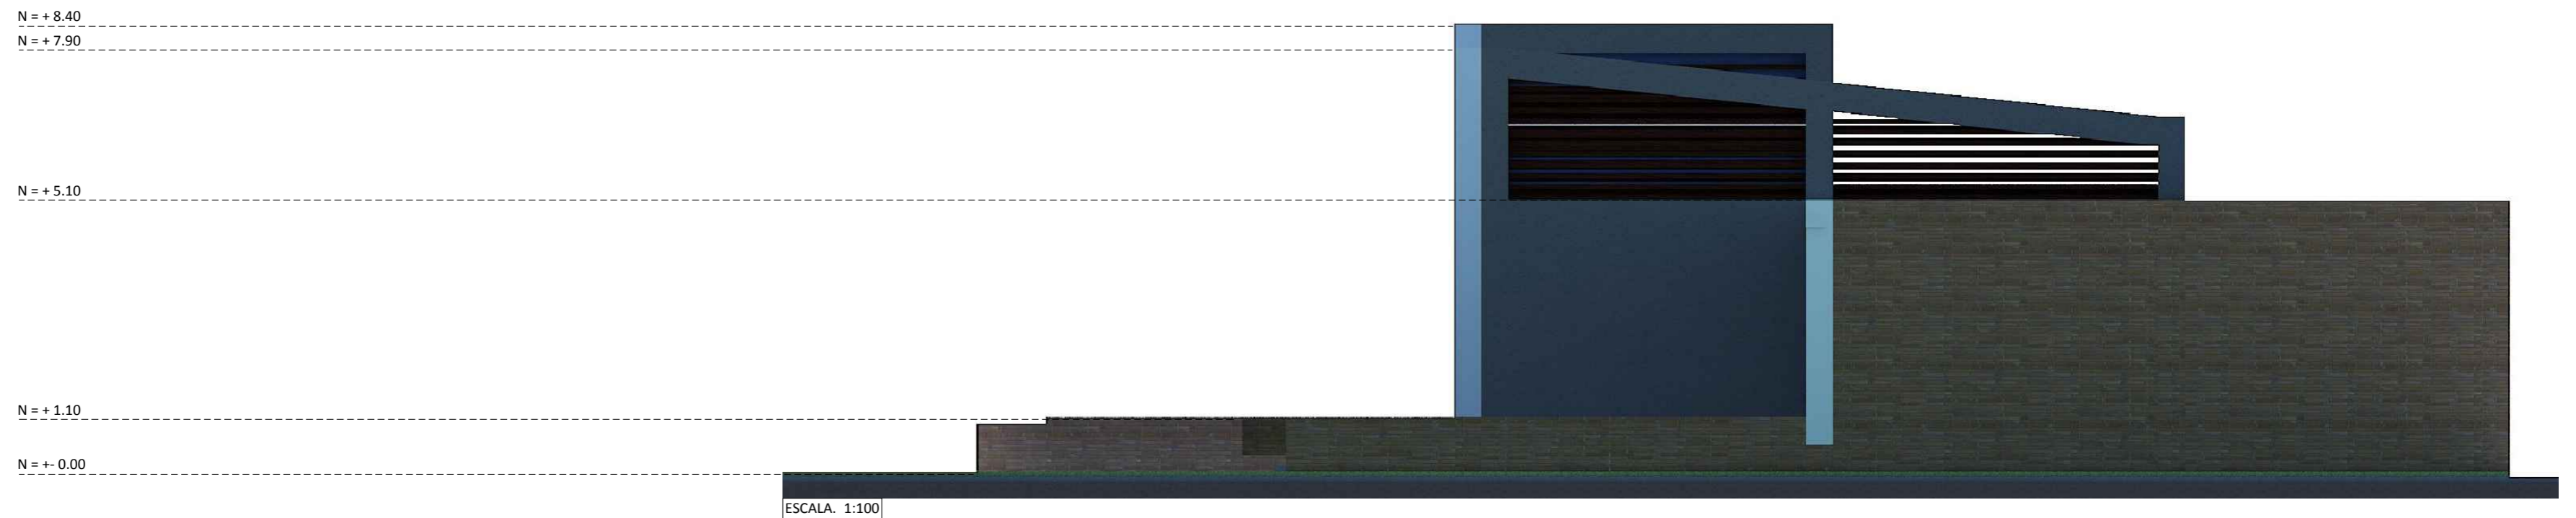 N = + 8.40
N = + 7.90
N = + 5.10
N = + 1.10
N = +- 0.00
ESCALA. 1:100